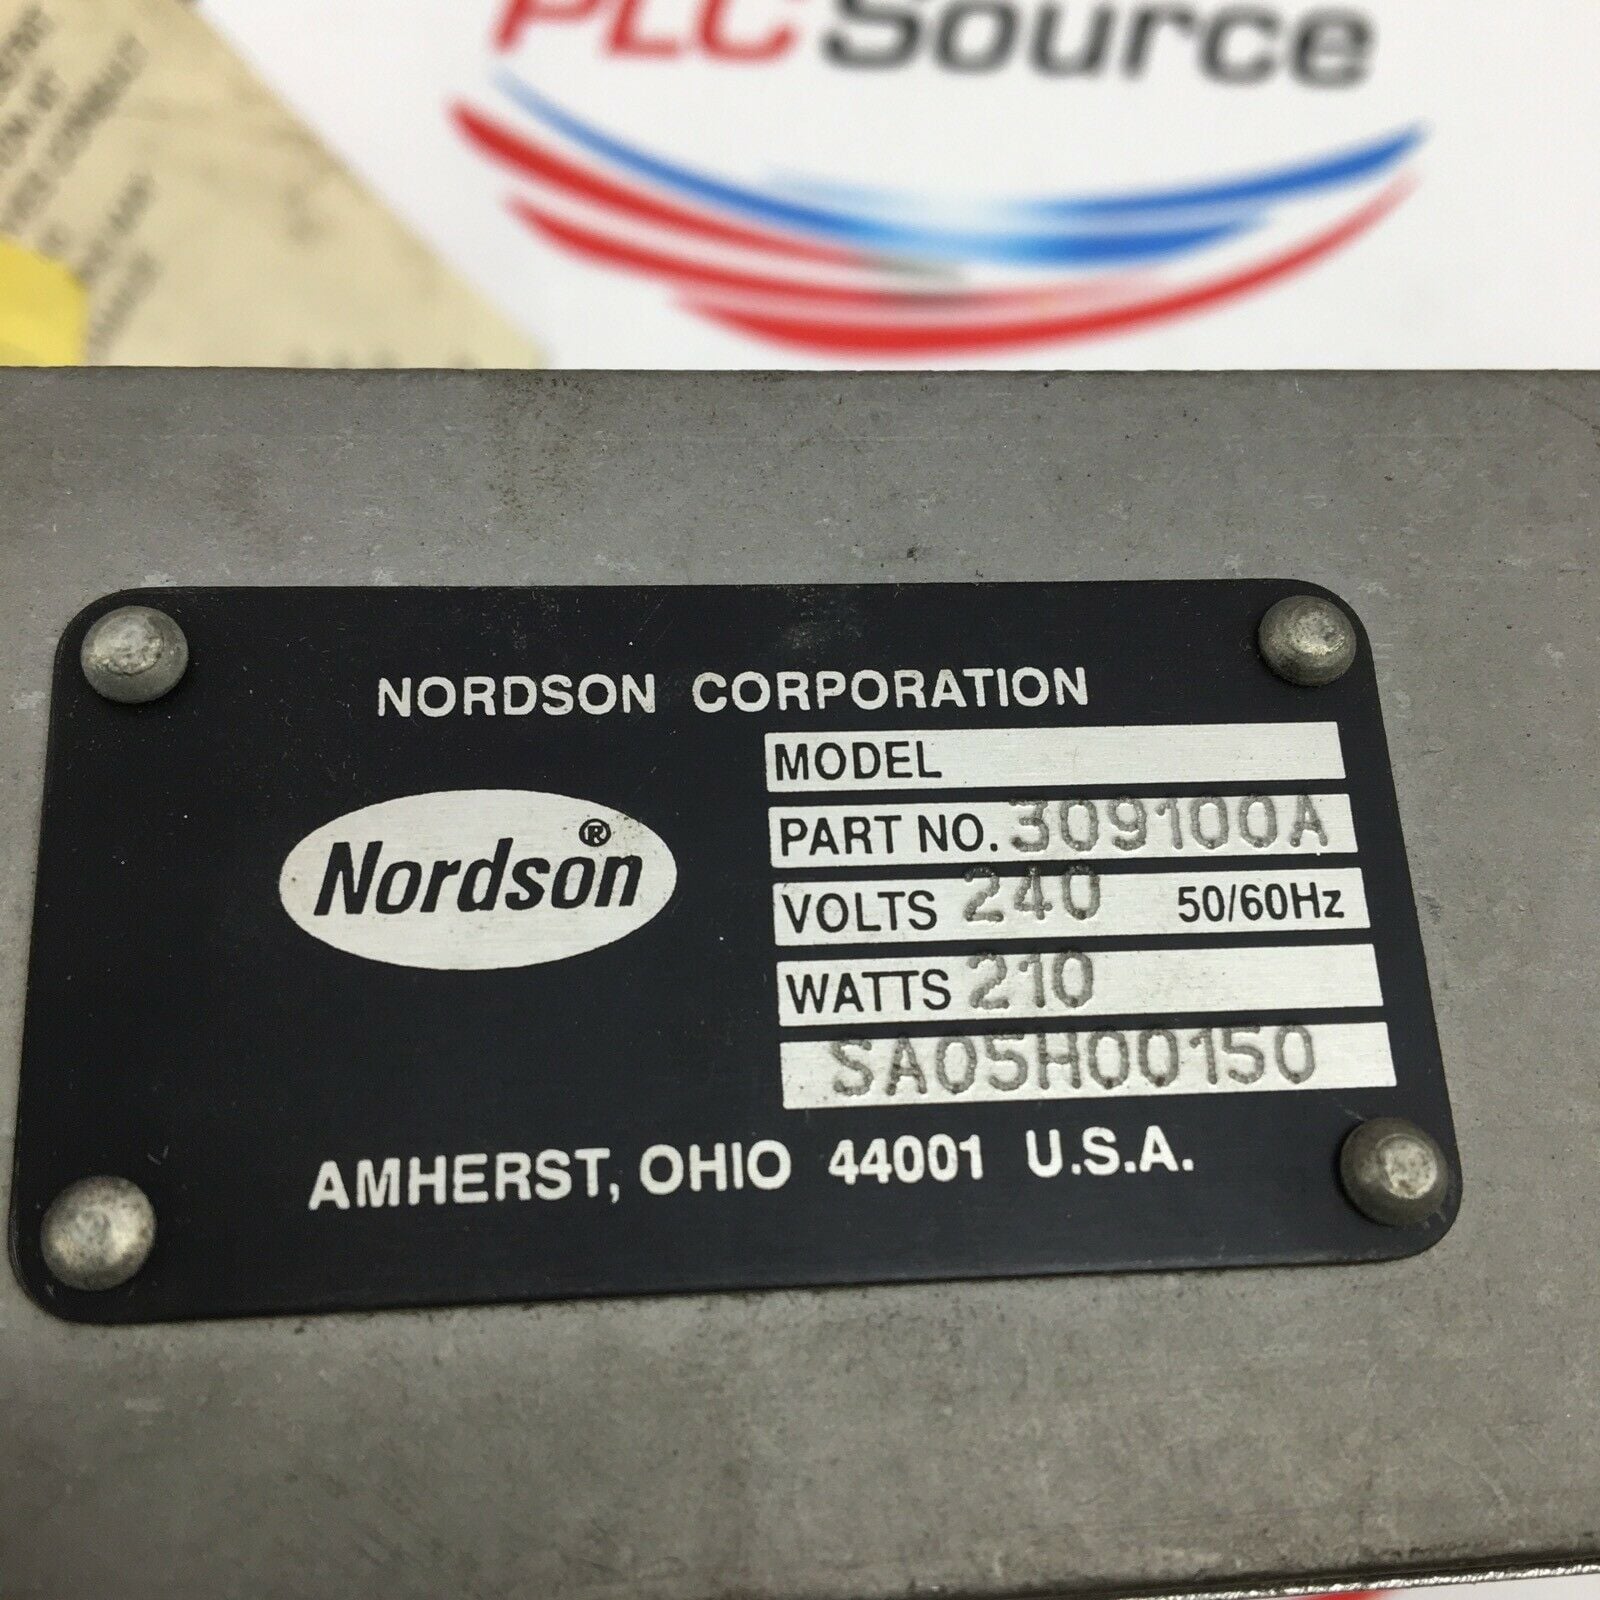 PLC Source
NORDSON CORPORATION
Nordson®
MODEL
PART NO. 309100A
VOLTS 240 50/60Hz
WATTS 210
SA05H00150
AMHERST, OHIO 44001 U.S.A.